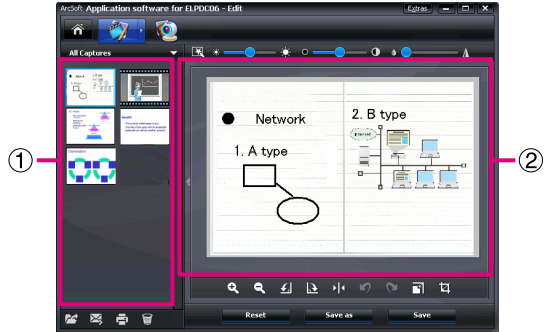 ArcSoft Application software for ELPDC06 - Edit
Extras
All Captures
1
2
Network
1. A type
2. B type
Internet
Reset
Save as
Save